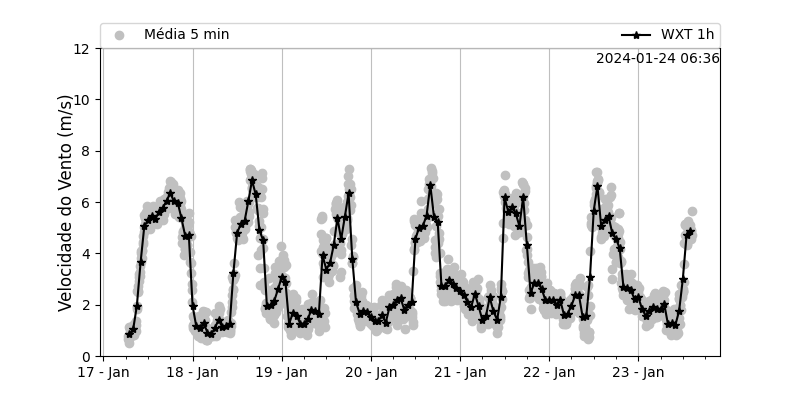 Média 5 min
WXT 1h
2024-01-24 06:36
Velocidade do Vento (m/s)
12
10
8
6
4
2
0
17 - Jan
18 - Jan
19 - Jan
20 - Jan
21 - Jan
22 - Jan
23 - Jan